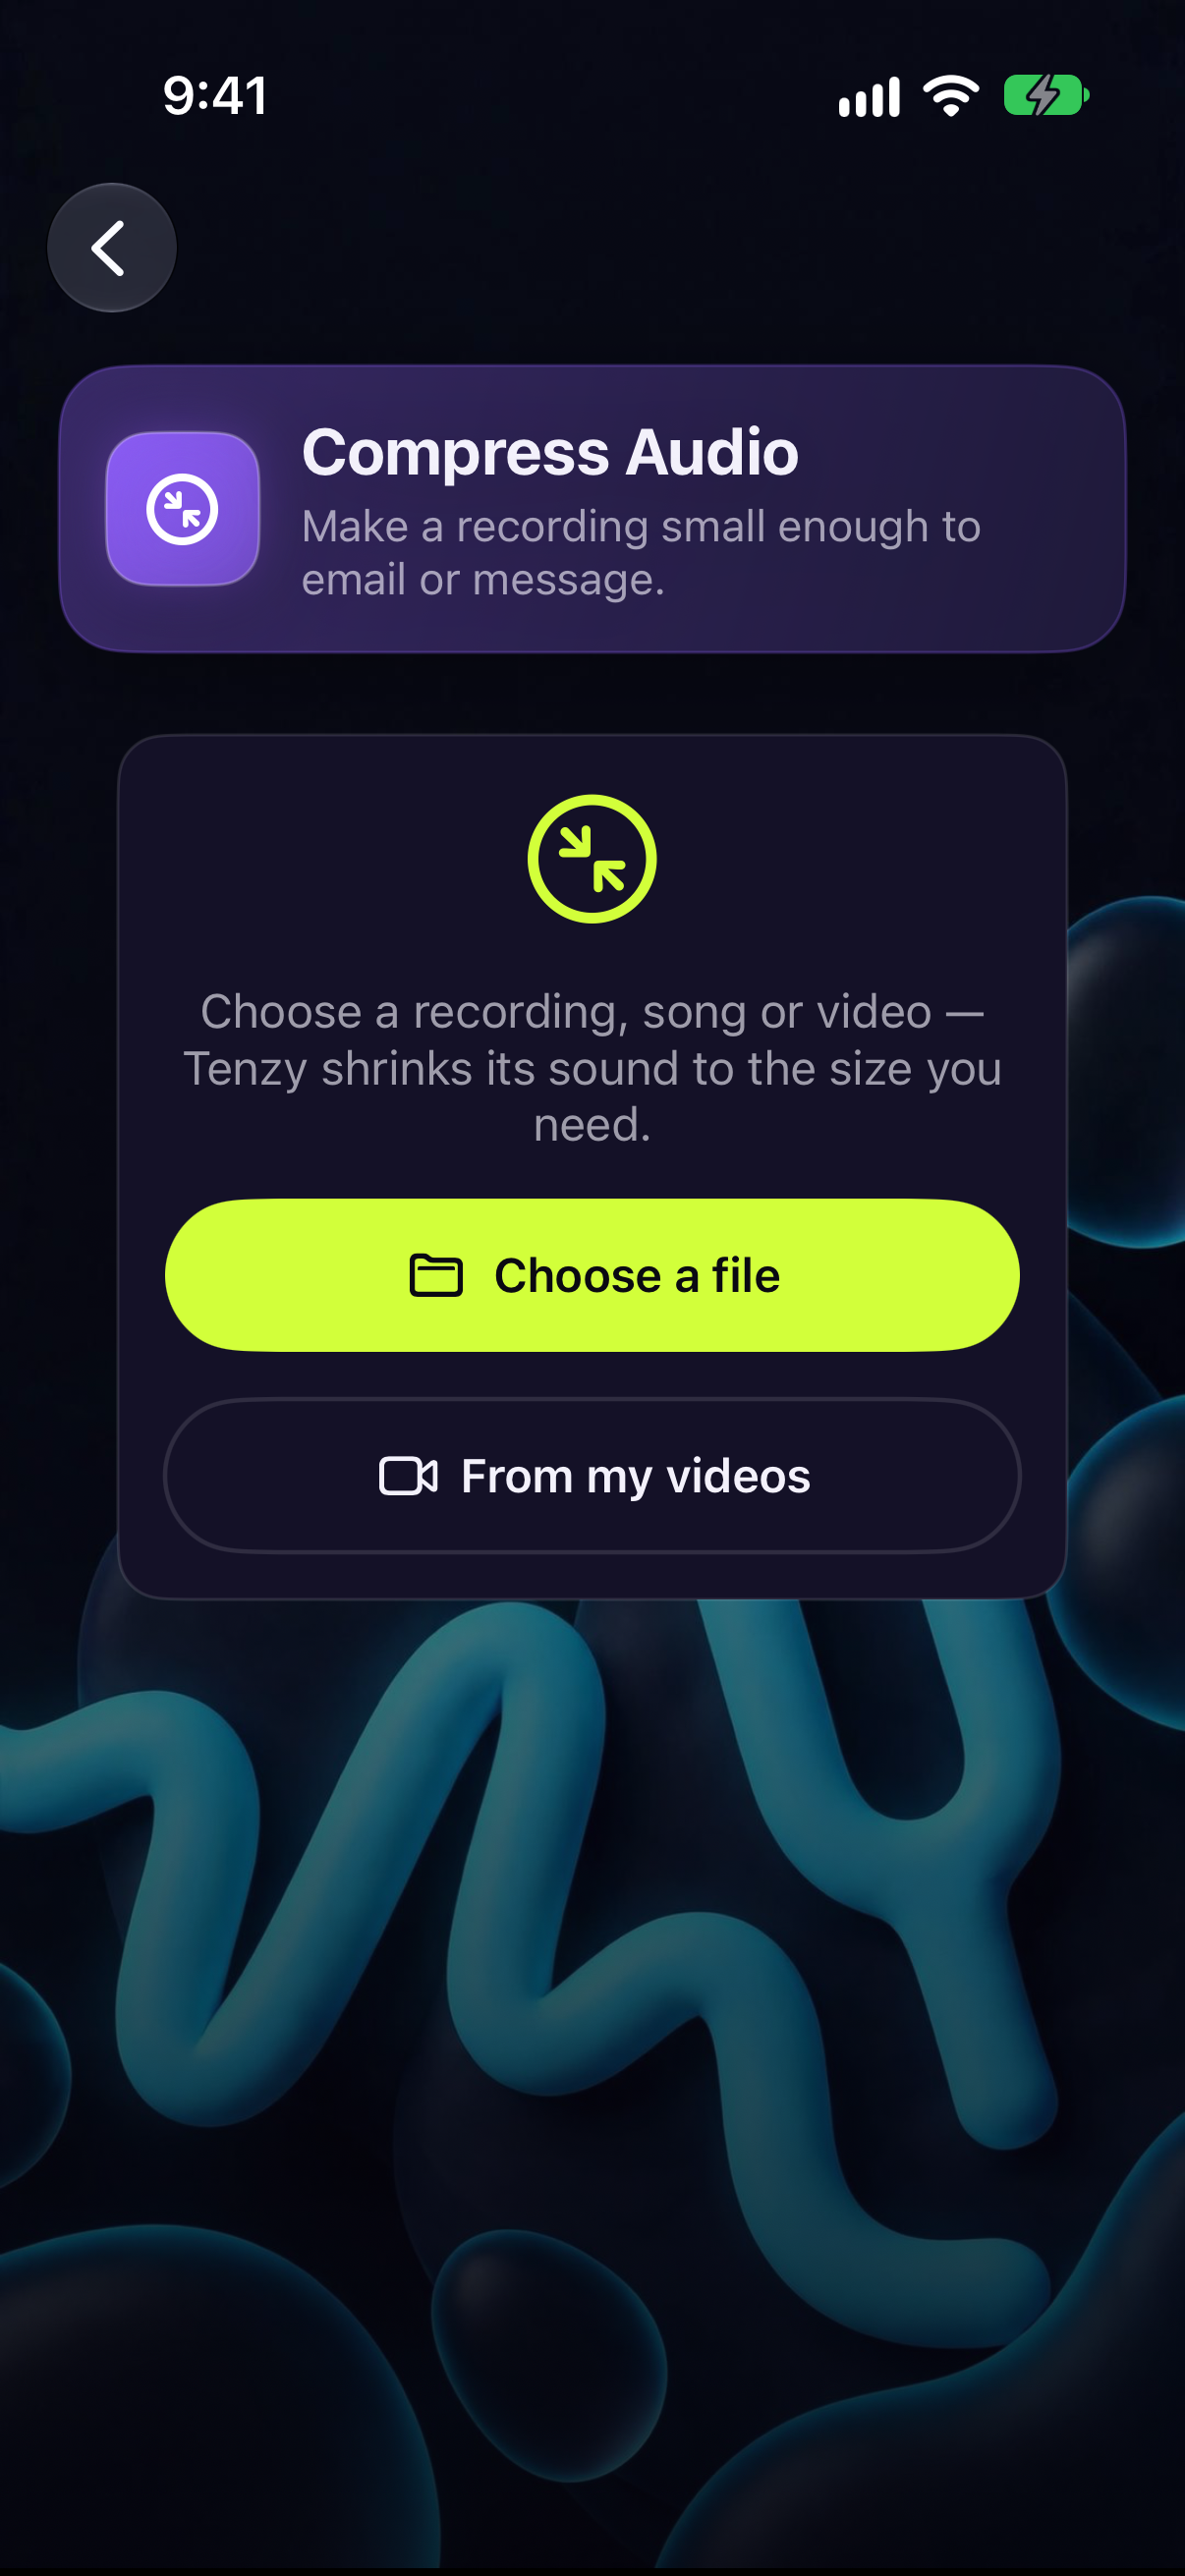 9:41
Compress Audio
Make a recording small enough to
email or message.
Choose a recording, song or video —
Tenzy shrinks its sound to the size you
need.
Choose a file
From my videos